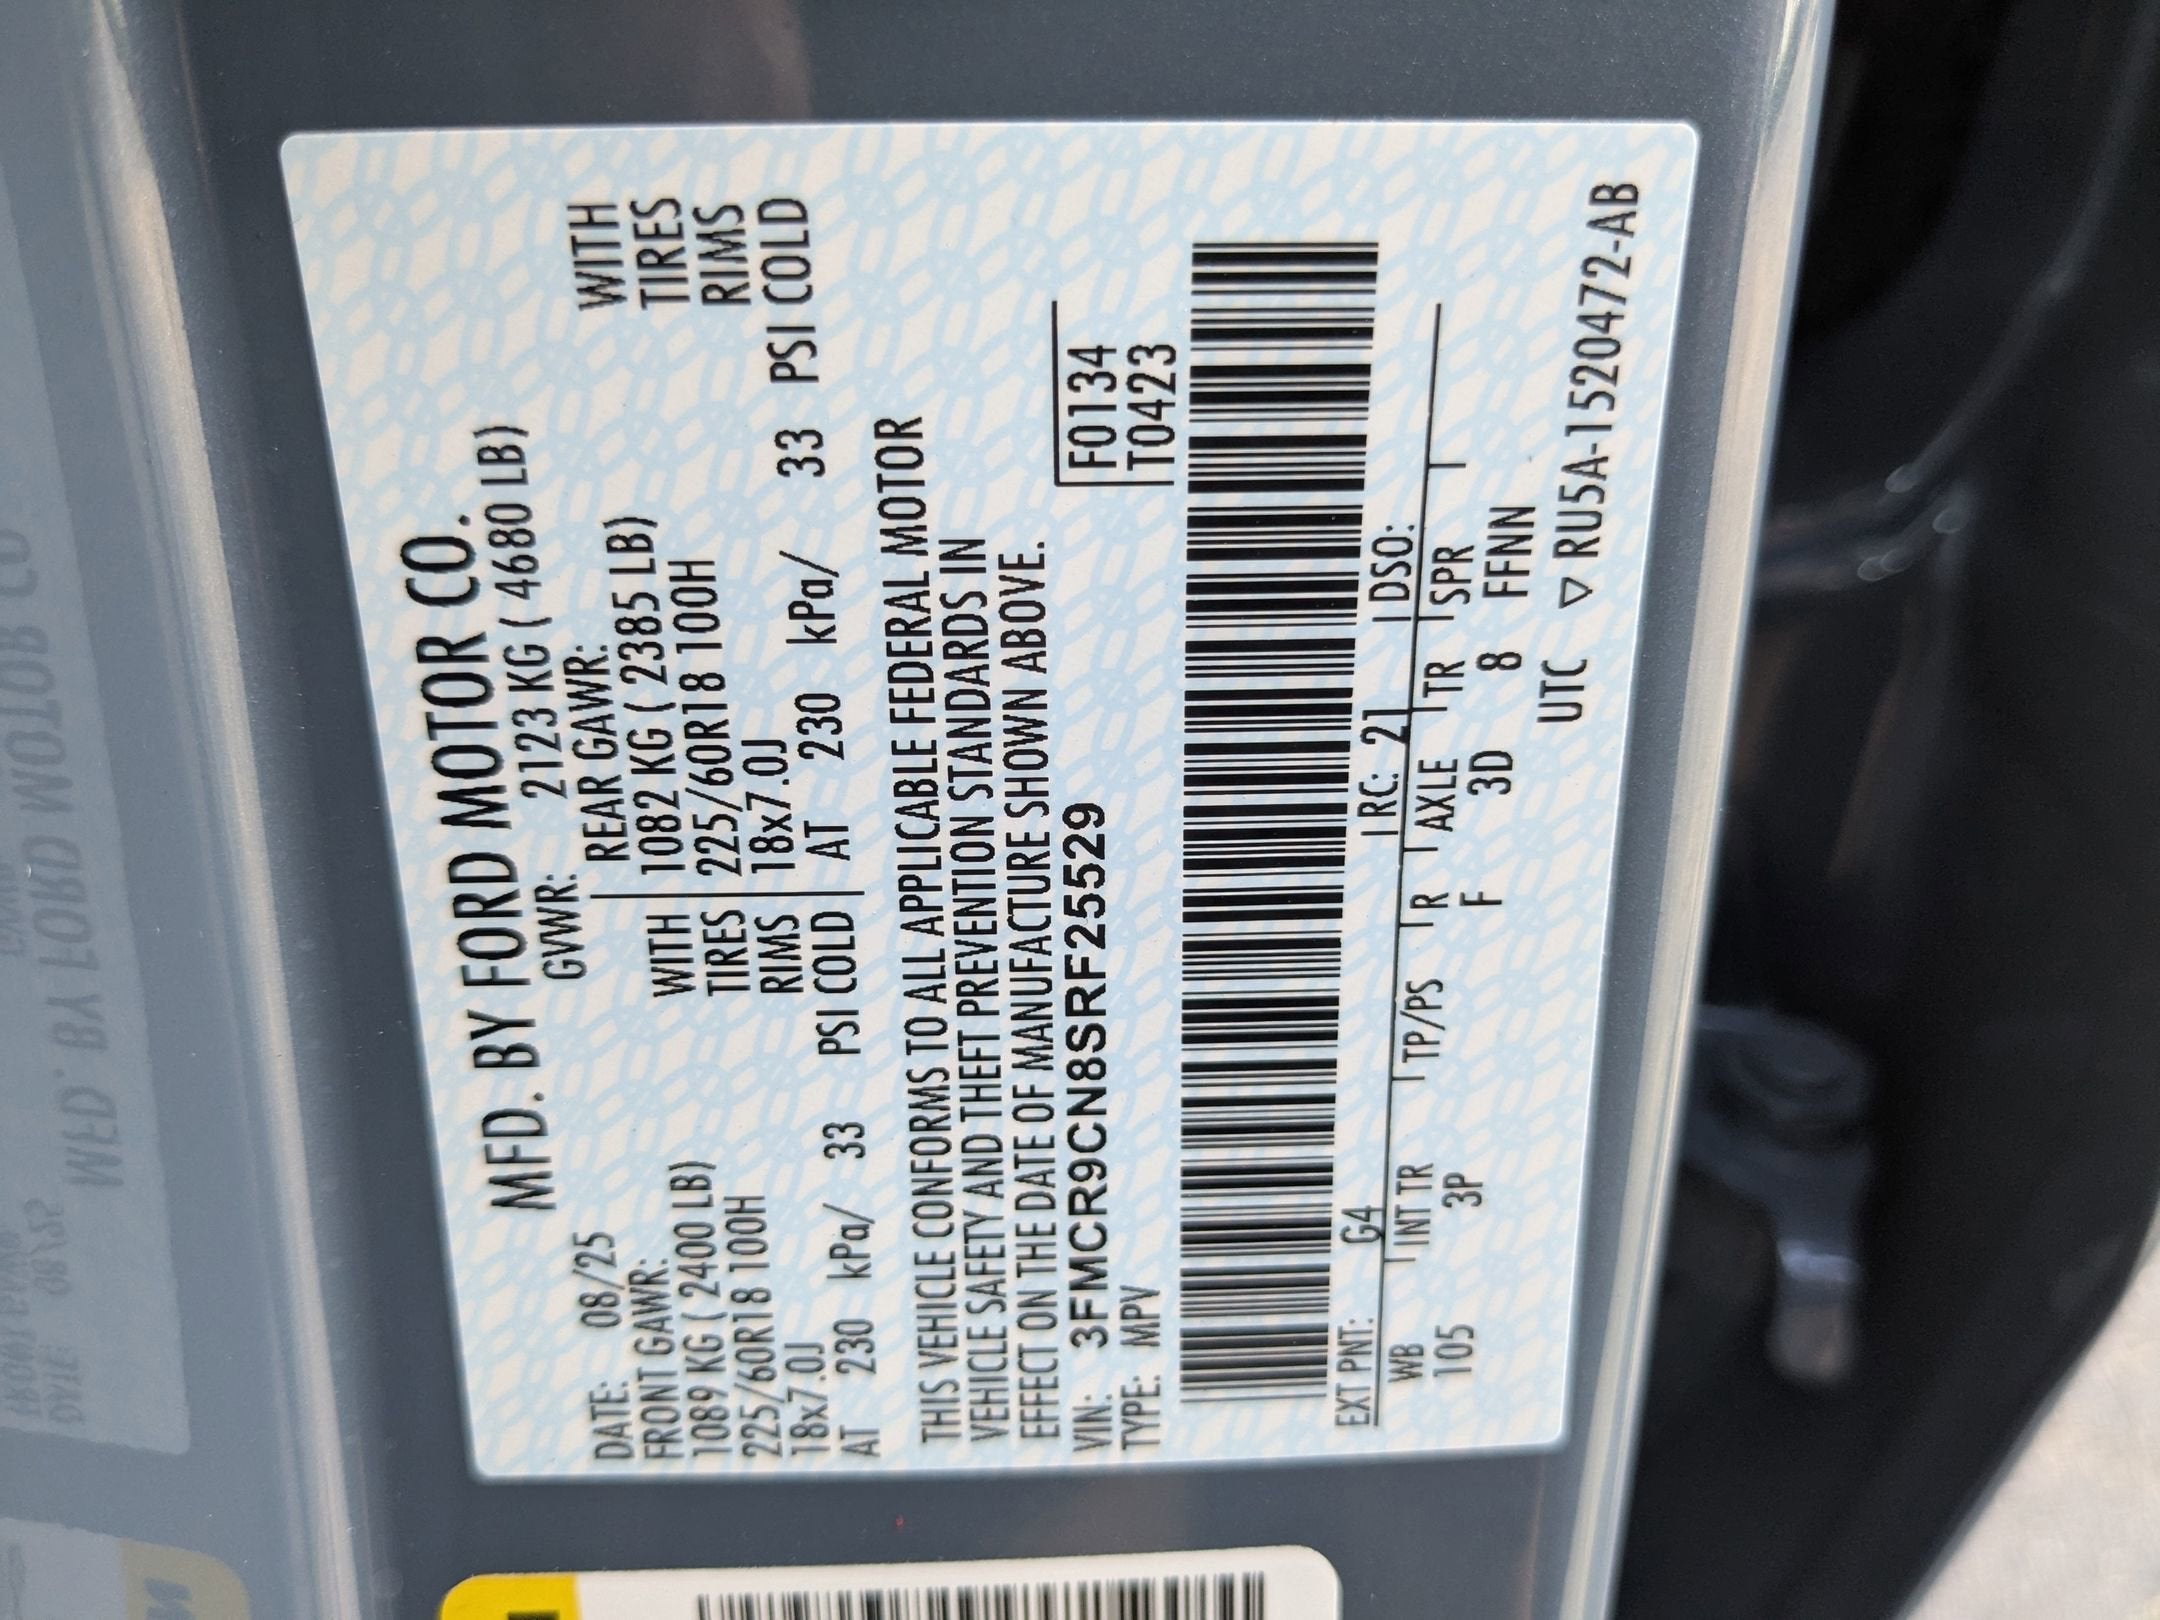 MFD. BY FORD MOTOR CO.
DATE: 08/25 GVWR: 2123 KG ( 4680 LB)
FRONT GAWR: REAR GAWR:
1089 KG ( 2400 LB) WITH 1082 KG ( 2385 LB) WITH
225/60R18 100H TIRES 225/60R18 100H TIRES
18x7.0J RIMS 18x7.0J RIMS
AT 230 kPa/ 33 PSI COLD AT 230 kPa/ 33 PSI COLD
THIS VEHICLE CONFORMS TO ALL APPLICABLE FEDERAL MOTOR
VEHICLE SAFETY AND THEFT PREVENTION STANDARDS IN
EFFECT ON THE DATE OF MANUFACTURE SHOWN ABOVE.
VIN: 3FMCR9CN8SRF25529 F0134
TYPE: MPV T0423
EXT PNT: G4 RC: 21 DSO:
WB INT TR TP/PS R AXLE TR SPR
105 3P F 3D 8 FFNN
UTC ▽ RU5A-1520472-AB